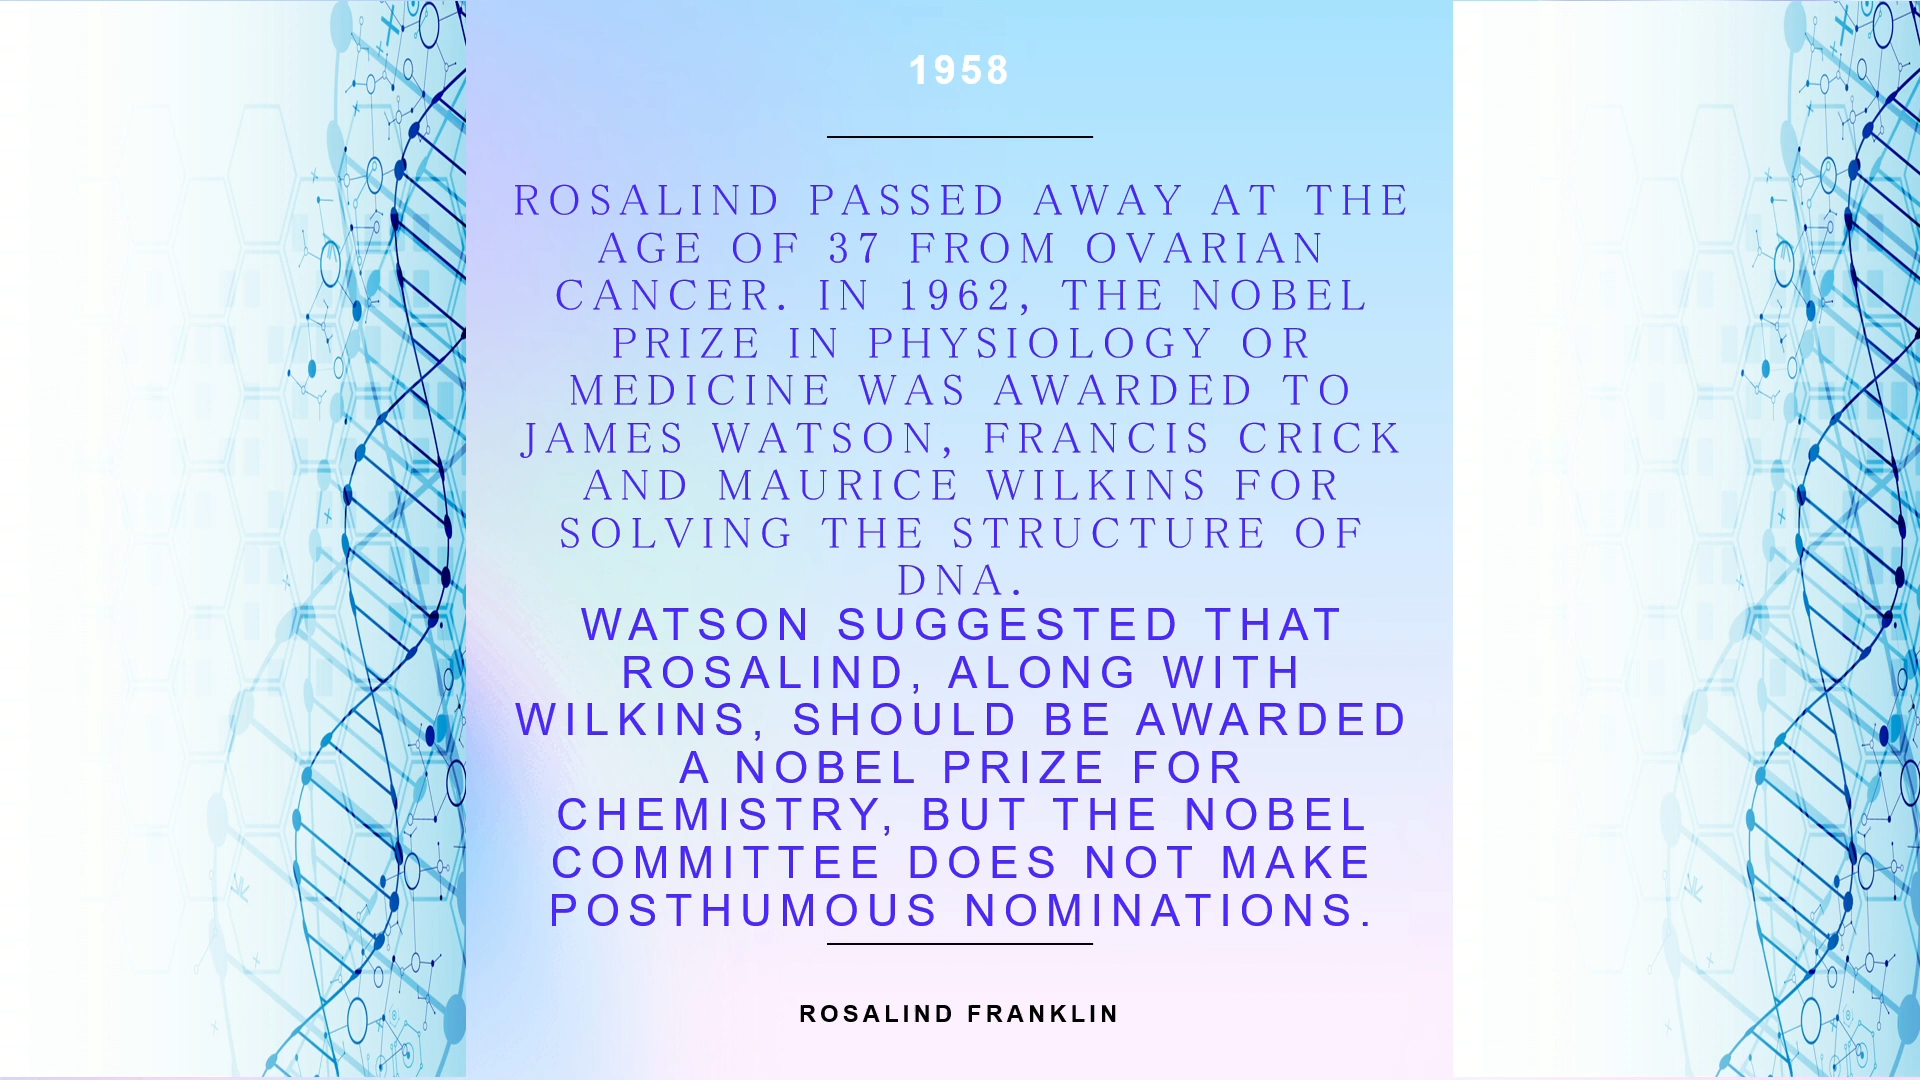 1958
ROSALIND PASSED AWAY AT THE
AGE OF 37 FROM OVARIAN
CANCER. IN 1962, THE NOBEL
PRIZE IN PHYSIOLOGY OR
MEDICINE WAS AWARDED TO
JAMES WATSON, FRANCIS CRICK
AND MAURICE WILKINS FOR
SOLVING THE STRUCTURE OF
DNA.
WATSON SUGGESTED THAT
ROSALIND, ALONG WITH
WILKINS, SHOULD BE AWARDED
A NOBEL PRIZE FOR
CHEMISTRY, BUT THE NOBEL
COMMITTEE DOES NOT MAKE
POSTHUMOUS NOMINATIONS.
ROSALIND FRANKLIN